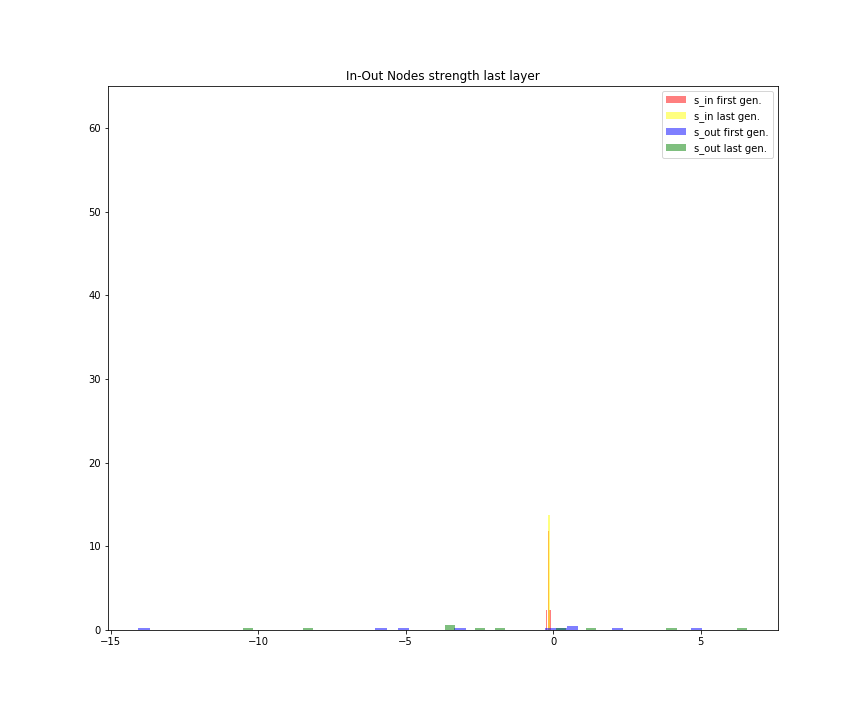 In-Out Nodes strength last layer
s_in first gen.
s_in last gen.
s_out first gen.
s_out last gen.
60
50
40
30
20
10
0
−15 −10 −5 0 5